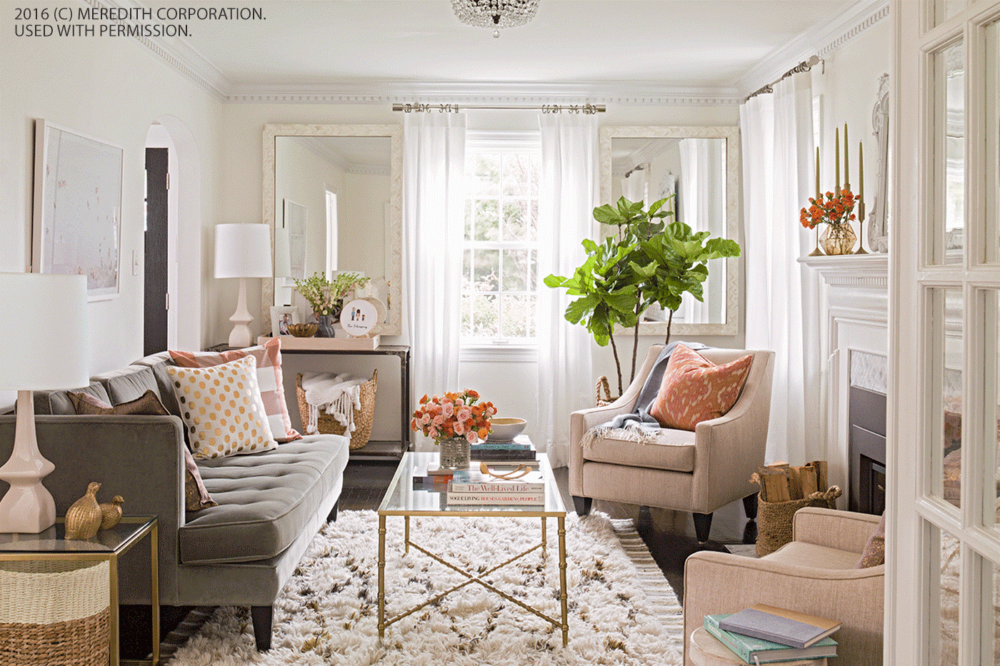 2016 (C) MEREDITH CORPORATION.
USED WITH PERMISSION.
The Well-Lived Life
VOGUE LIVING HOUSES, GARDENS, PEOPLE